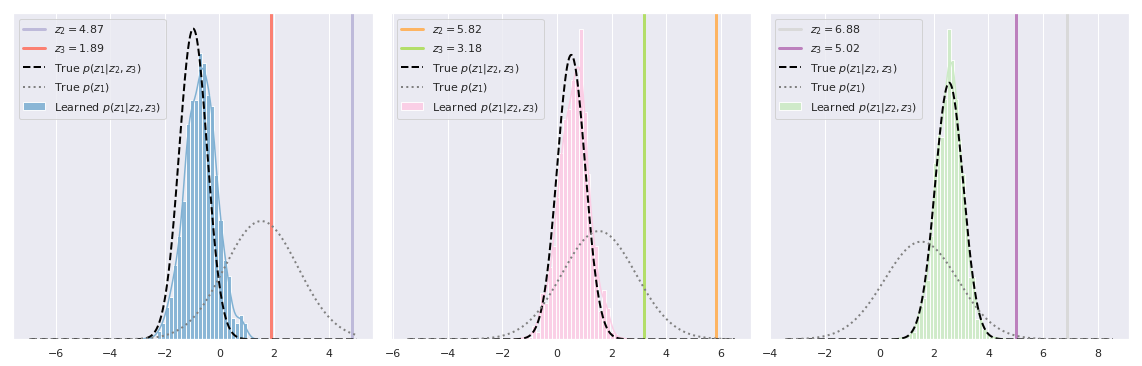 z₂ = 4.87
z₃ = 1.89
True p(z₁|z₂, z₃)
True p(z₁)
Learned p(z₁|z₂, z₃)
−6 −4 −2 0 2 4
z₂ = 5.82
z₃ = 3.18
True p(z₁|z₂, z₃)
True p(z₁)
Learned p(z₁|z₂, z₃)
−6 −4 −2 0 2 4 6
z₂ = 6.88
z₃ = 5.02
True p(z₁|z₂, z₃)
True p(z₁)
Learned p(z₁|z₂, z₃)
−4 −2 0 2 4 6 8